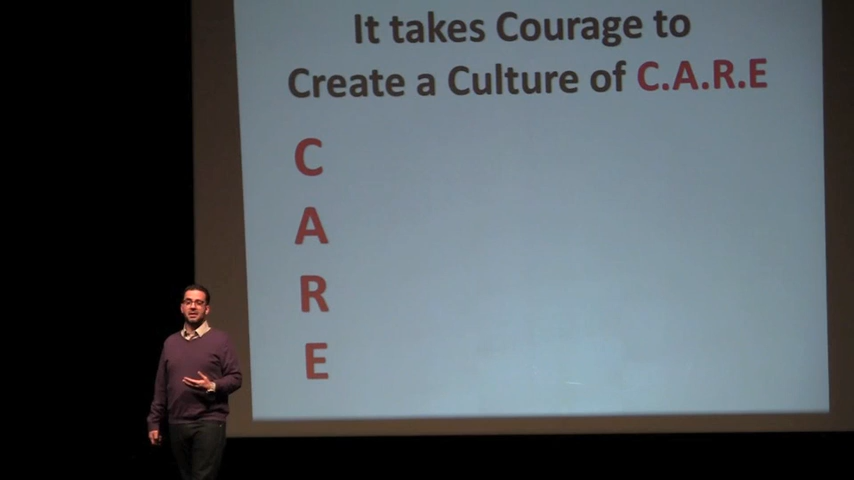 It takes Courage to
Create a Culture of C.A.R.E
C
A
R
E